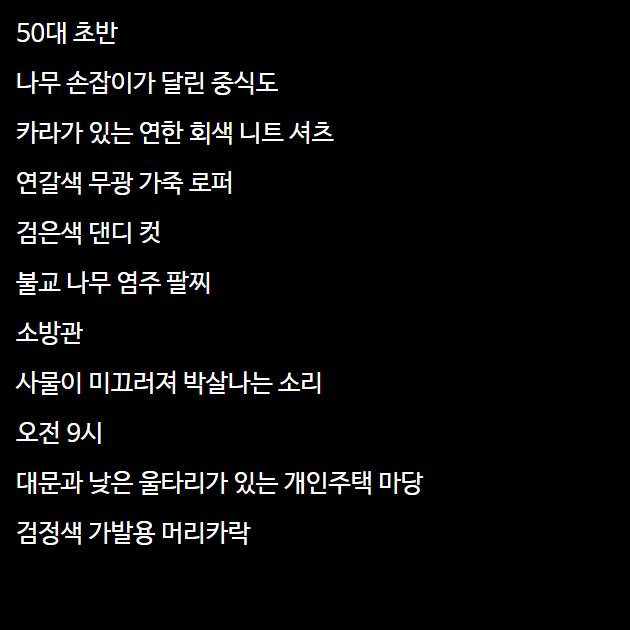 50대 초반
나무 손잡이가 달린 중식도
카라가 있는 연한 회색 니트 셔츠
연갈색 무광 가죽 로퍼
검은색 댄디 컷
불교 나무 염주 팔찌
소방관
사물이 미끄러져 박살나는 소리
오전 9시
대문과 낮은 울타리가 있는 개인주택 마당
검정색 가발용 머리카락